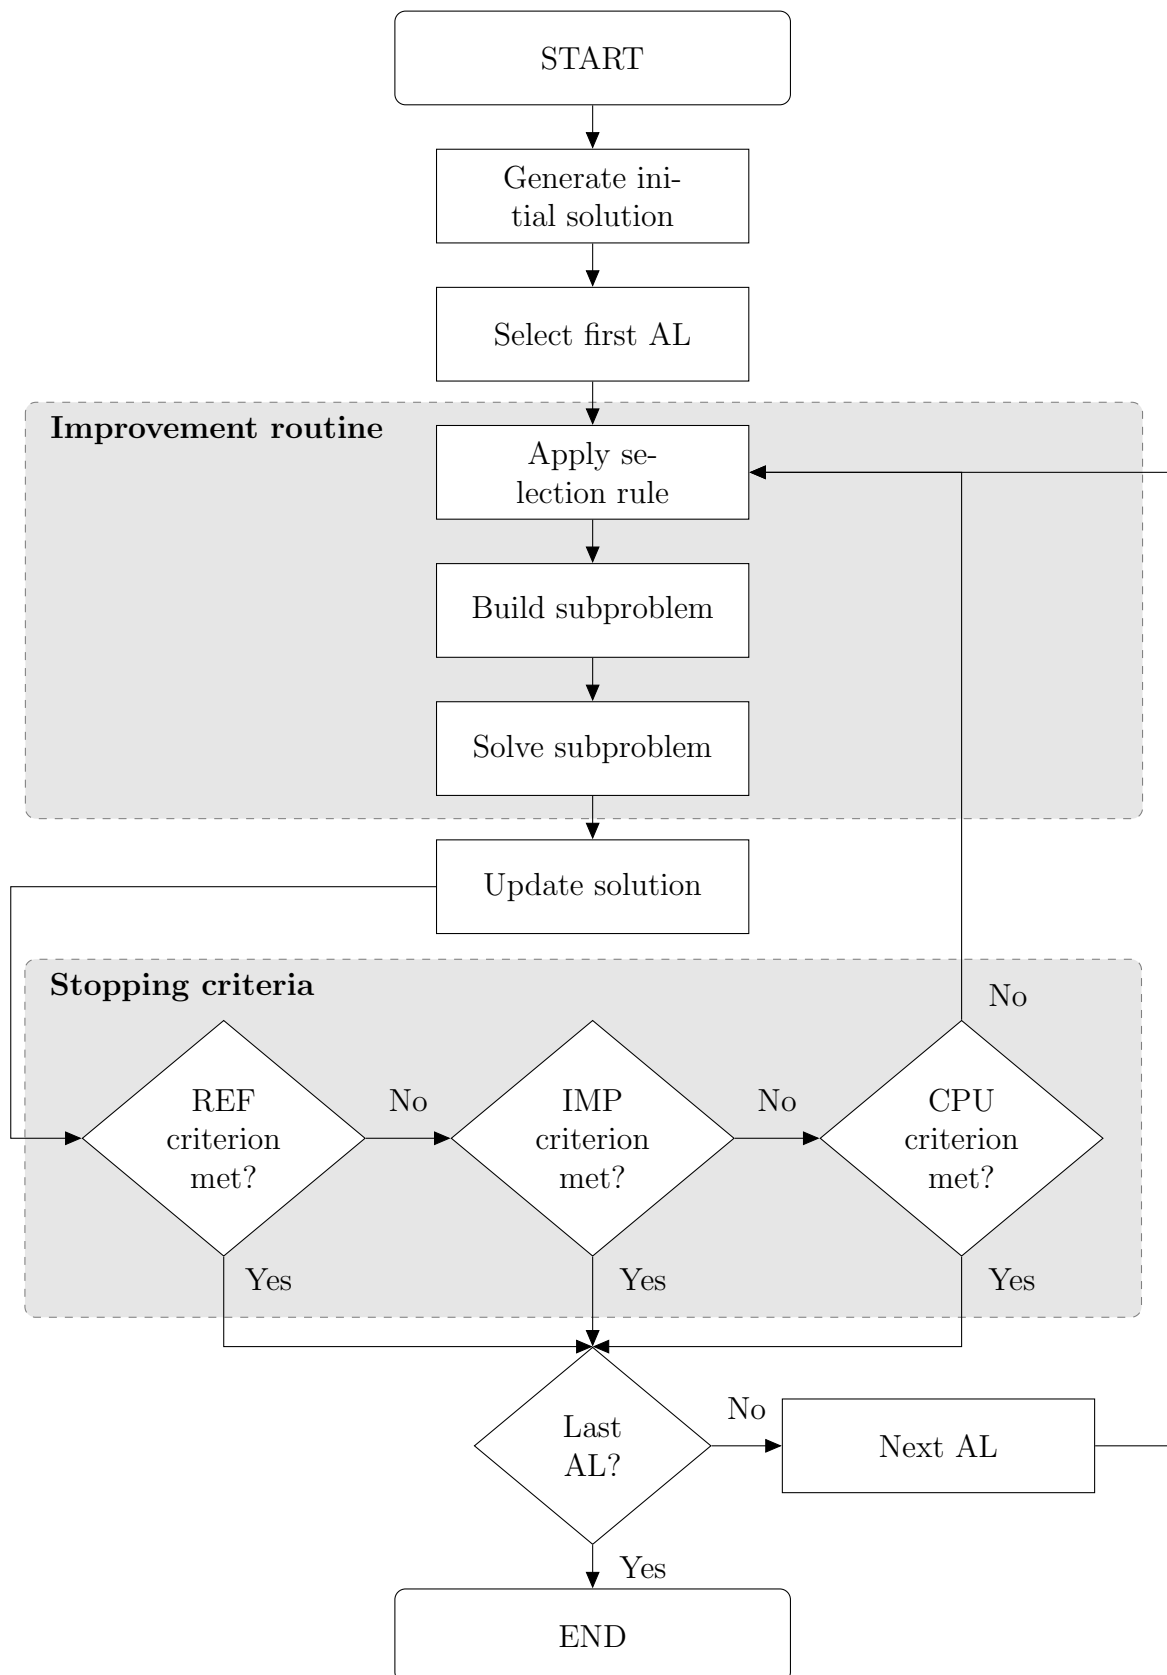 START
Generate ini-
tial solution
Select first AL
Improvement routine
Apply se-
lection rule
Build subproblem
Solve subproblem
Update solution
Stopping criteria
No
REF
criterion
met?
No
IMP
criterion
met?
No
CPU
criterion
met?
Yes
Yes
Yes
Last
AL?
No
Next AL
Yes
END